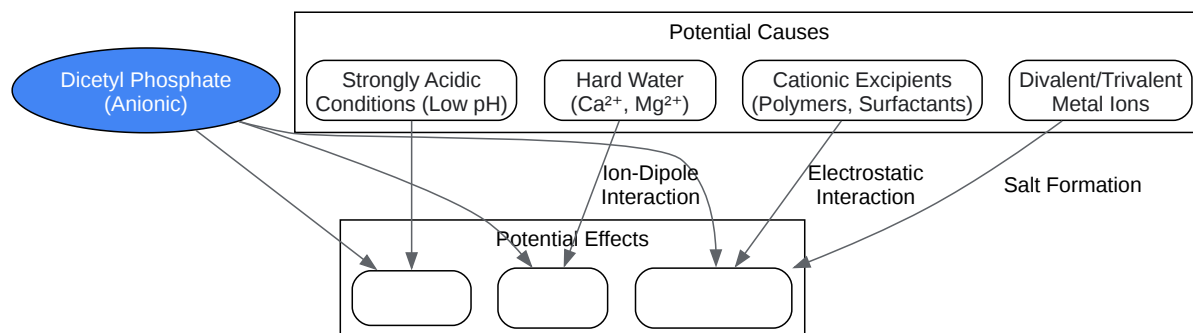 Potential Causes
Dicetyl Phosphate
(Anionic)
Strongly Acidic
Conditions (Low pH)
Hard Water
(Ca²⁺, Mg²⁺)
Cationic Excipients
(Polymers, Surfactants)
Divalent/Trivalent
Metal Ions
Ion-Dipole
Interaction
Electrostatic
Interaction
Salt Formation
Potential Effects